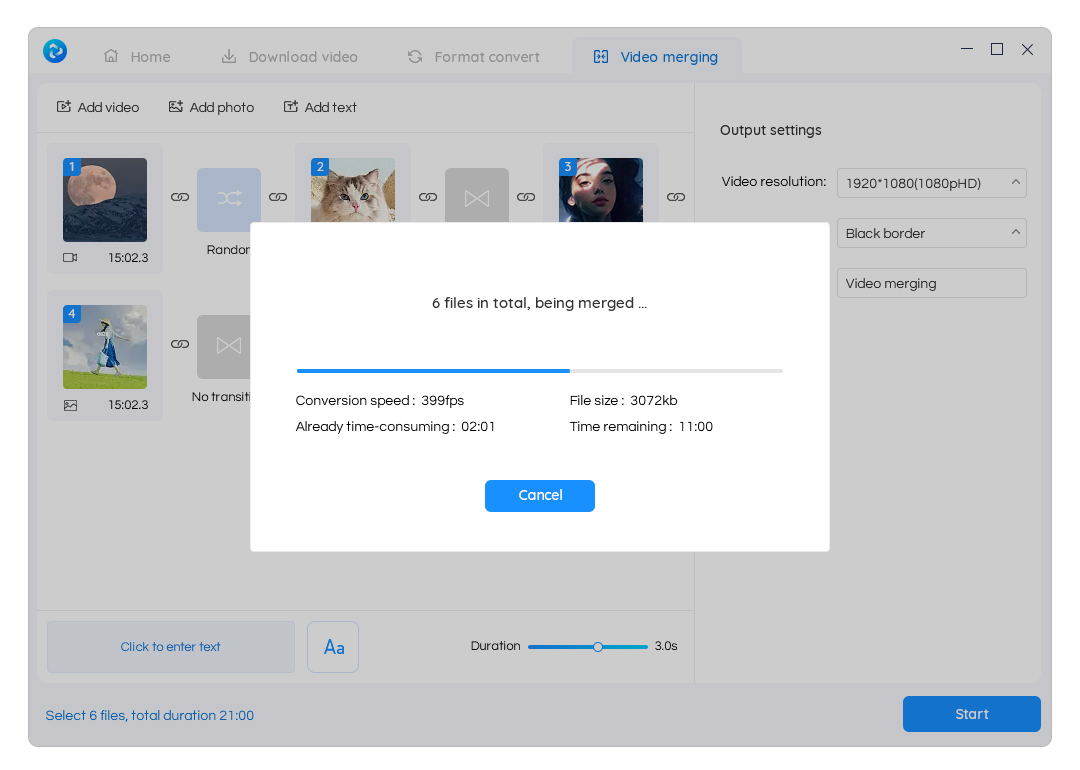 Home
Download video
Format convert
Video merging
Add video
Add photo
Add text
Output settings
1
2
3
Video resolution:
1920*1080(1080pHD)
Black border
15:02.3
Video merging
4
15:02.3
6 files in total, being merged ...
Conversion speed : 399fps
File size : 3072kb
Already time-consuming : 02:01
Time remaining : 11:00
Cancel
Click to enter text
Aa
Duration
3.0s
Select 6 files, total duration 21:00
Start